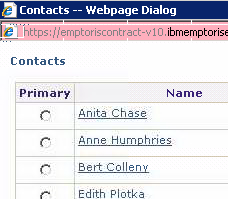 Contacts -- Webpage Dialog
https://emptoriscontract-v10.ibmemptorise
Contacts
Primary Name
Anita Chase
Anne Humphries
Bert Colleny
Edith Plotka